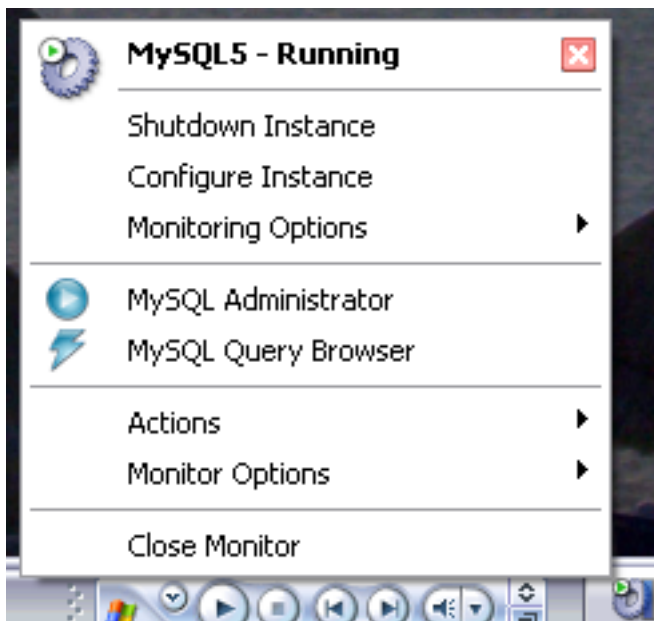 MySQL5 - Running
Shutdown Instance
Configure Instance
Monitoring Options
MySQL Administrator
MySQL Query Browser
Actions
Monitor Options
Close Monitor